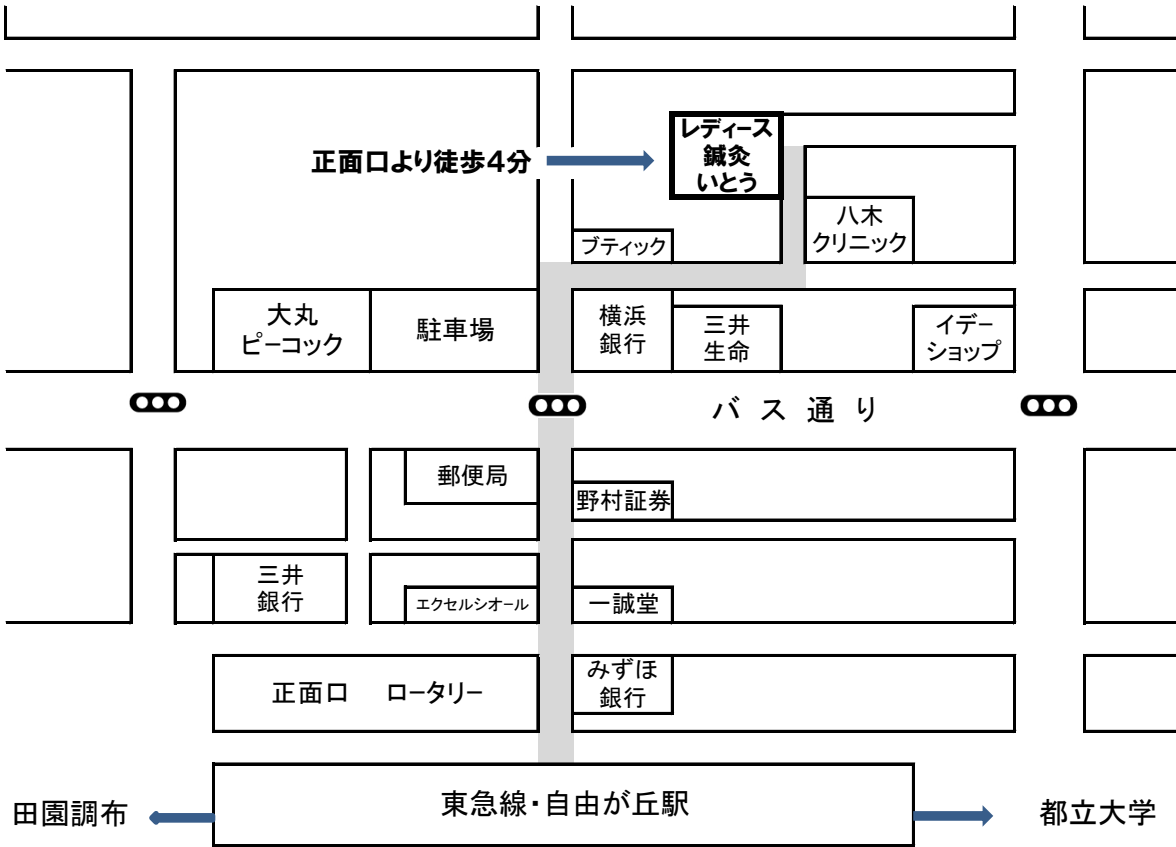 正面口より徒歩4分
レディース
鍼灸
いとう
八木
クリニック
ブティック
大丸
ピーコック
駐車場
横浜
銀行
三井
生命
イデー
ショップ
バス通り
郵便局
野村証券
三井
銀行
エクセルシオール
一誠堂
正面口 ロータリー
みずほ
銀行
田園調布
東急線・自由が丘駅
都立大学